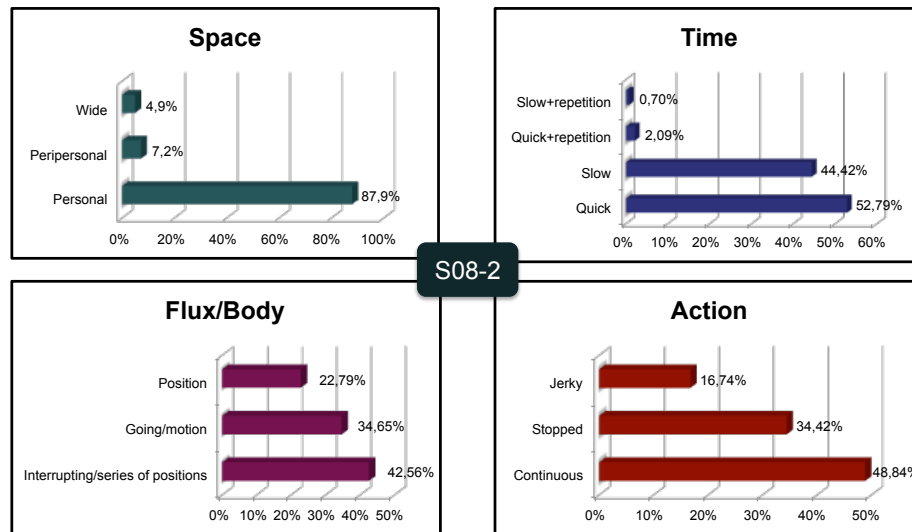 Space
Wide
4,9%
Peripersonal
7,2%
Personal
87,9%
0% 20% 40% 60% 80% 100%
Time
Slow+repetition
0,70%
Quick+repetition
2,09%
Slow
44,42%
Quick
52,79%
0% 10% 20% 30% 40% 50% 60%
S08-2
Flux/Body
Position
22,79%
Going/motion
34,65%
Interrupting/series of positions
42,56%
0% 10% 20% 30% 40% 50%
Action
Jerky
16,74%
Stopped
34,42%
Continuous
48,84%
0% 10% 20% 30% 40% 50%